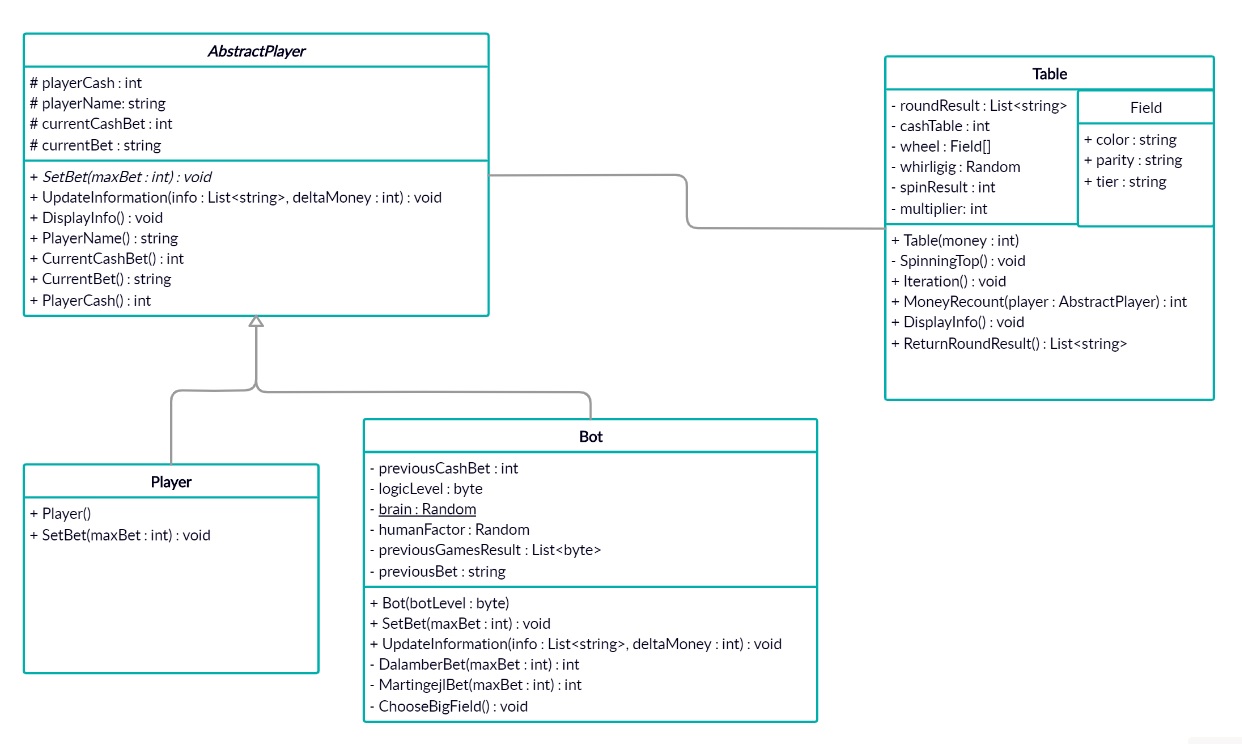 AbstractPlayer
# playerCash : int
# playerName: string
# currentCashBet : int
# currentBet : string
+ SetBet(maxBet : int) : void
+ UpdateInformation(info : List<string>, deltaMoney : int) : void
+ DisplayInfo() : void
+ PlayerName() : string
+ CurrentCashBet() : int
+ CurrentBet() : string
+ PlayerCash() : int
Table
- roundResult : List<string>
- cashTable : int
- wheel : Field[]
- whirligig : Random
- spinResult : int
- multiplier: int
Field
+ color : string
+ parity : string
+ tier : string
+ Table(money : int)
- SpinningTop() : void
+ Iteration() : void
+ MoneyRecount(player : AbstractPlayer) : int
+ DisplayInfo() : void
+ ReturnRoundResult() : List<string>
Player
+ Player()
+ SetBet(maxBet : int) : void
Bot
- previousCashBet : int
- logicLevel : byte
- brain : Random
- humanFactor : Random
- previousGamesResult : List<byte>
- previousBet : string
+ Bot(botLevel : byte)
+ SetBet(maxBet : int) : void
+ UpdateInformation(info : List<string>, deltaMoney : int) : void
- DalamberBet(maxBet : int) : int
- MartingejlBet(maxBet : int) : int
- ChooseBigField() : void